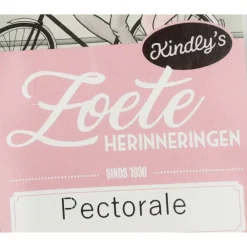 Kindly's
Zoete
HERINNERINGEN
SINDS 1930
Pectorale